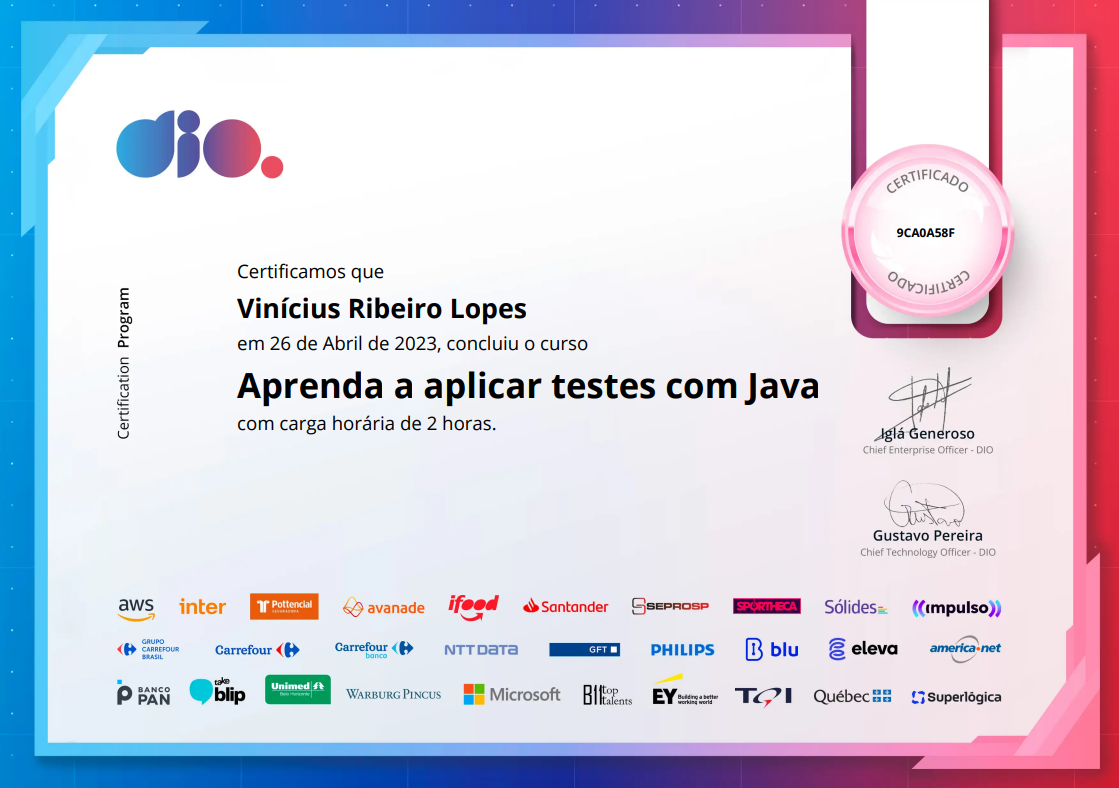 dio.
CERTIFICADO
9CA0A58F
CERTIFICADO
Certification Program
Certificamos que
Vinícius Ribeiro Lopes
em 26 de Abril de 2023, concluiu o curso
Aprenda a aplicar testes com Java
com carga horária de 2 horas.
Iglá Generoso
Chief Enterprise Officer - DIO
Gustavo Pereira
Chief Technology Officer - DIO
aws inter Pottencial SEGURADORA avanade ifood Santander SEPROSP SPORTHECA Sólides impulso
GRUPO CARREFOUR BRASIL Carrefour Carrefour banco NTT DATA GFT PHILIPS blu eleva america net
BANCO PAN take blip Unimed Belo Horizonte WARBURG PINCUS Microsoft B11 top talents EY Building a better working world TQI Québec Superlógica